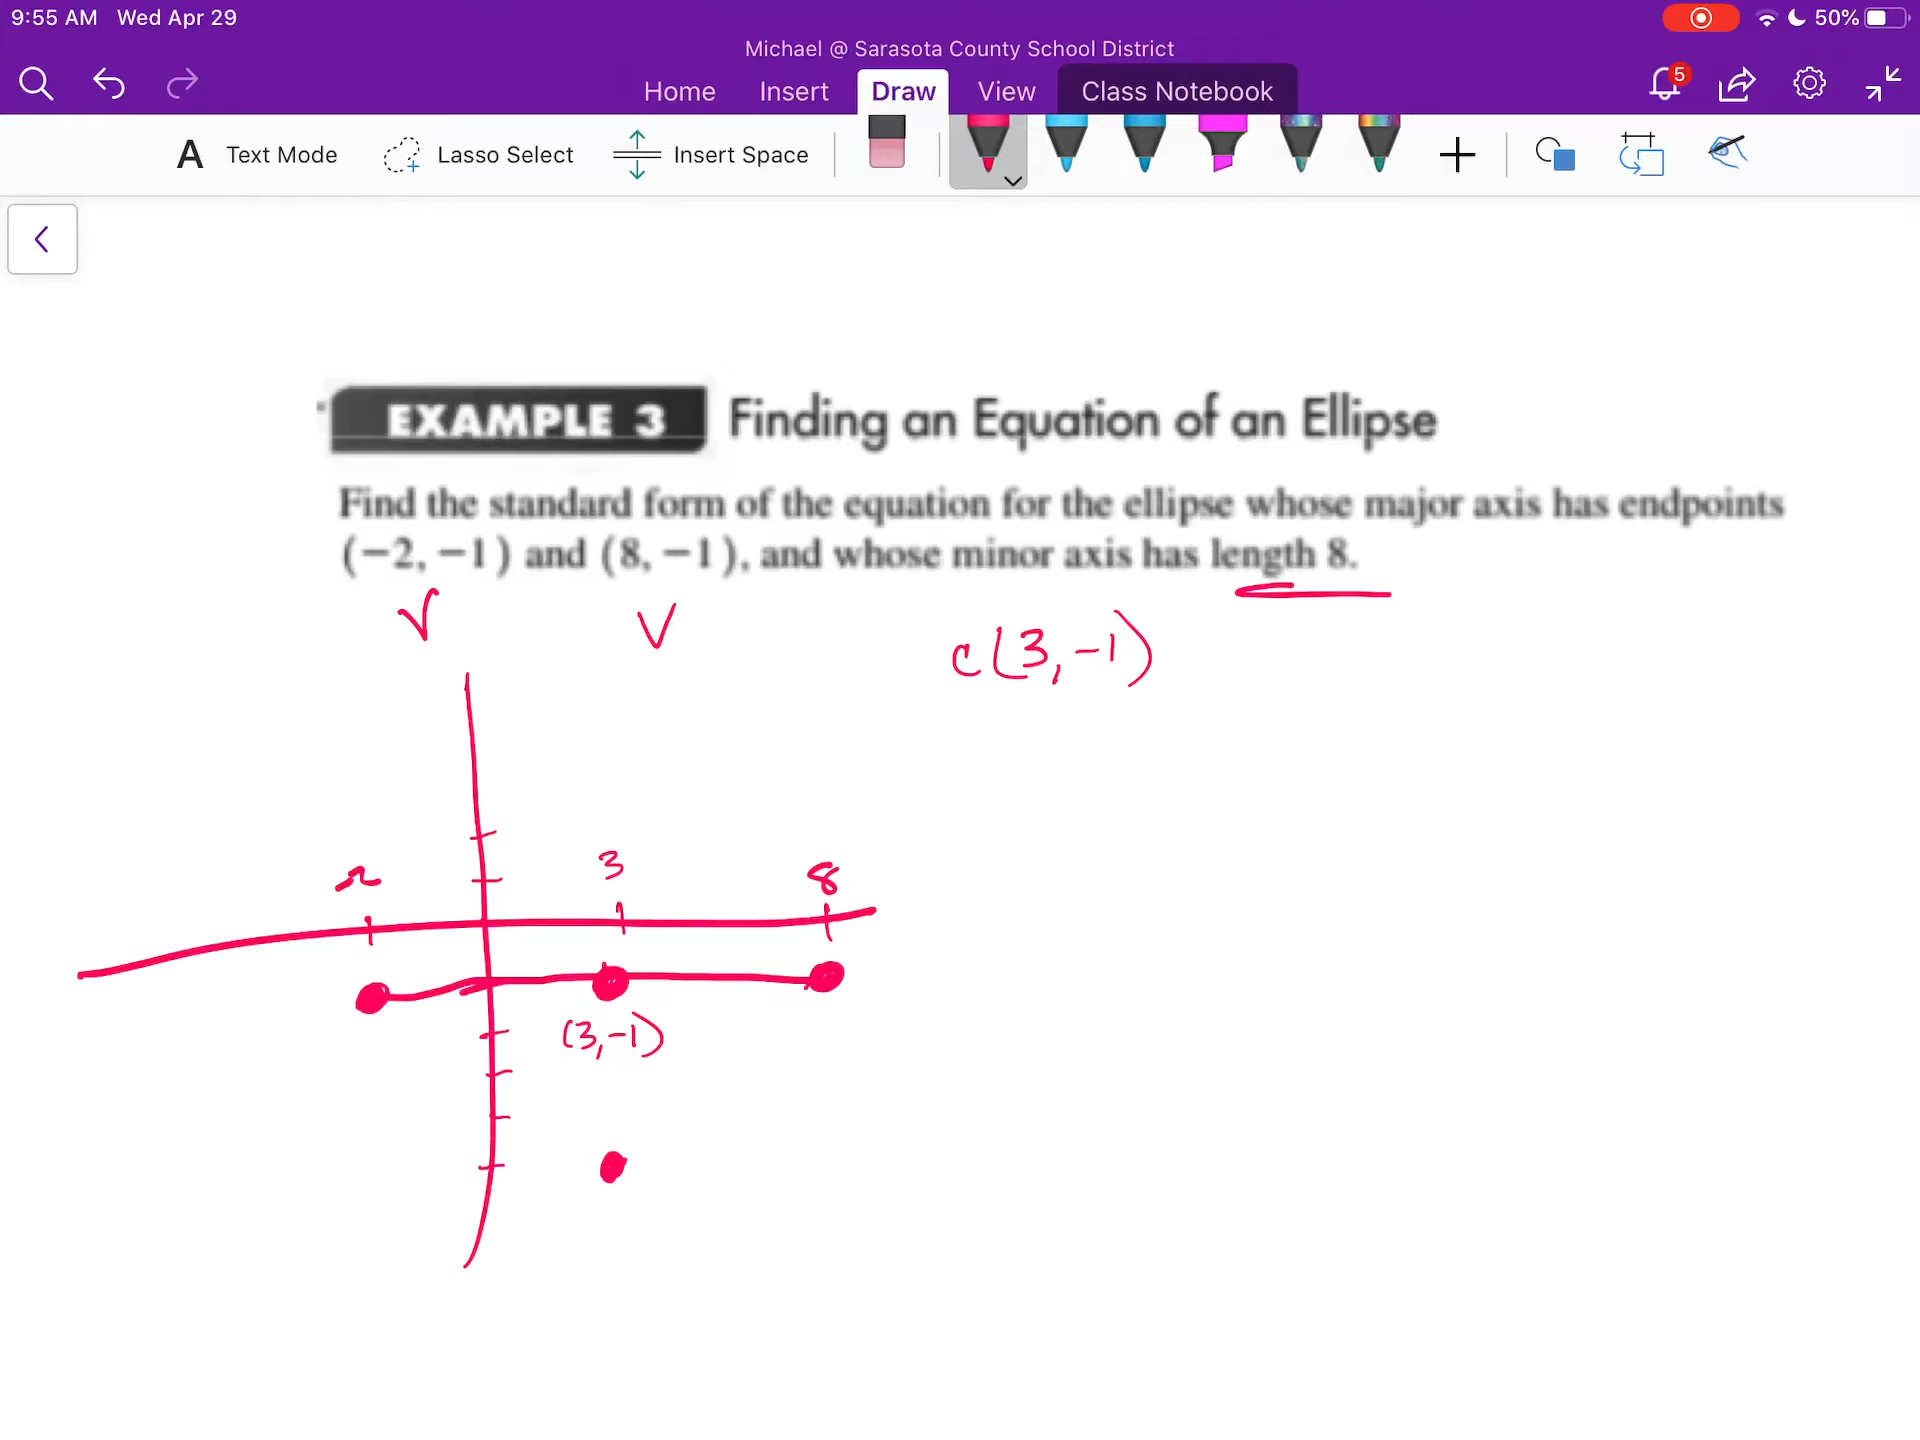 9:55 AM Wed Apr 29
50%
Michael @ Sarasota County School District
Home Insert Draw View Class Notebook
5
A Text Mode Lasso Select Insert Space
EXAMPLE 3 Finding an Equation of an Ellipse
Find the standard form of the equation for the ellipse whose major axis has endpoints
(−2, −1) and (8, −1), and whose minor axis has length 8.
V V
c(3,-1)
3 8
(3,-1)